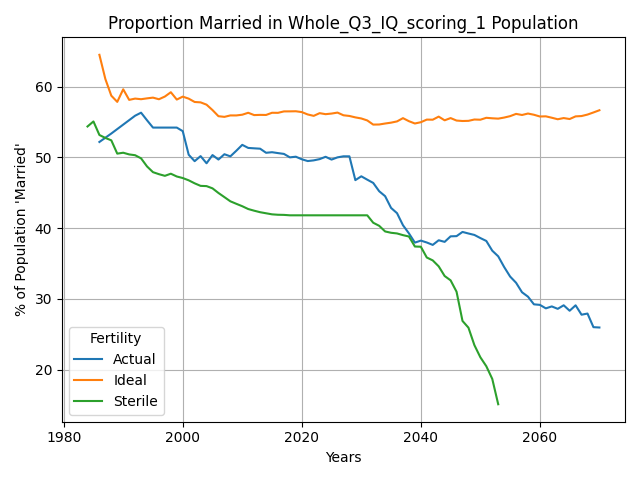 Proportion Married in Whole_Q3_IQ_scoring_1 Population
% of Population 'Married'
60
50
40
30
20
Fertility
Actual
Ideal
Sterile
1980 2000 2020 2040 2060
Years